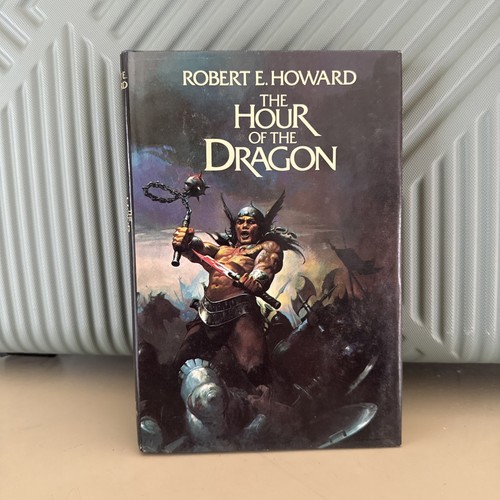 ROBERT E. HOWARD
THE
HOUR
OF THE
DRAGON